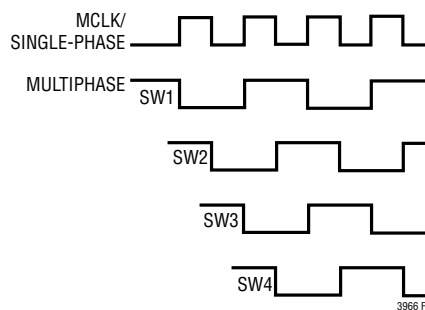 MCLK/
SINGLE-PHASE
MULTIPHASE
SW1
SW2
SW3
SW4
3966 F